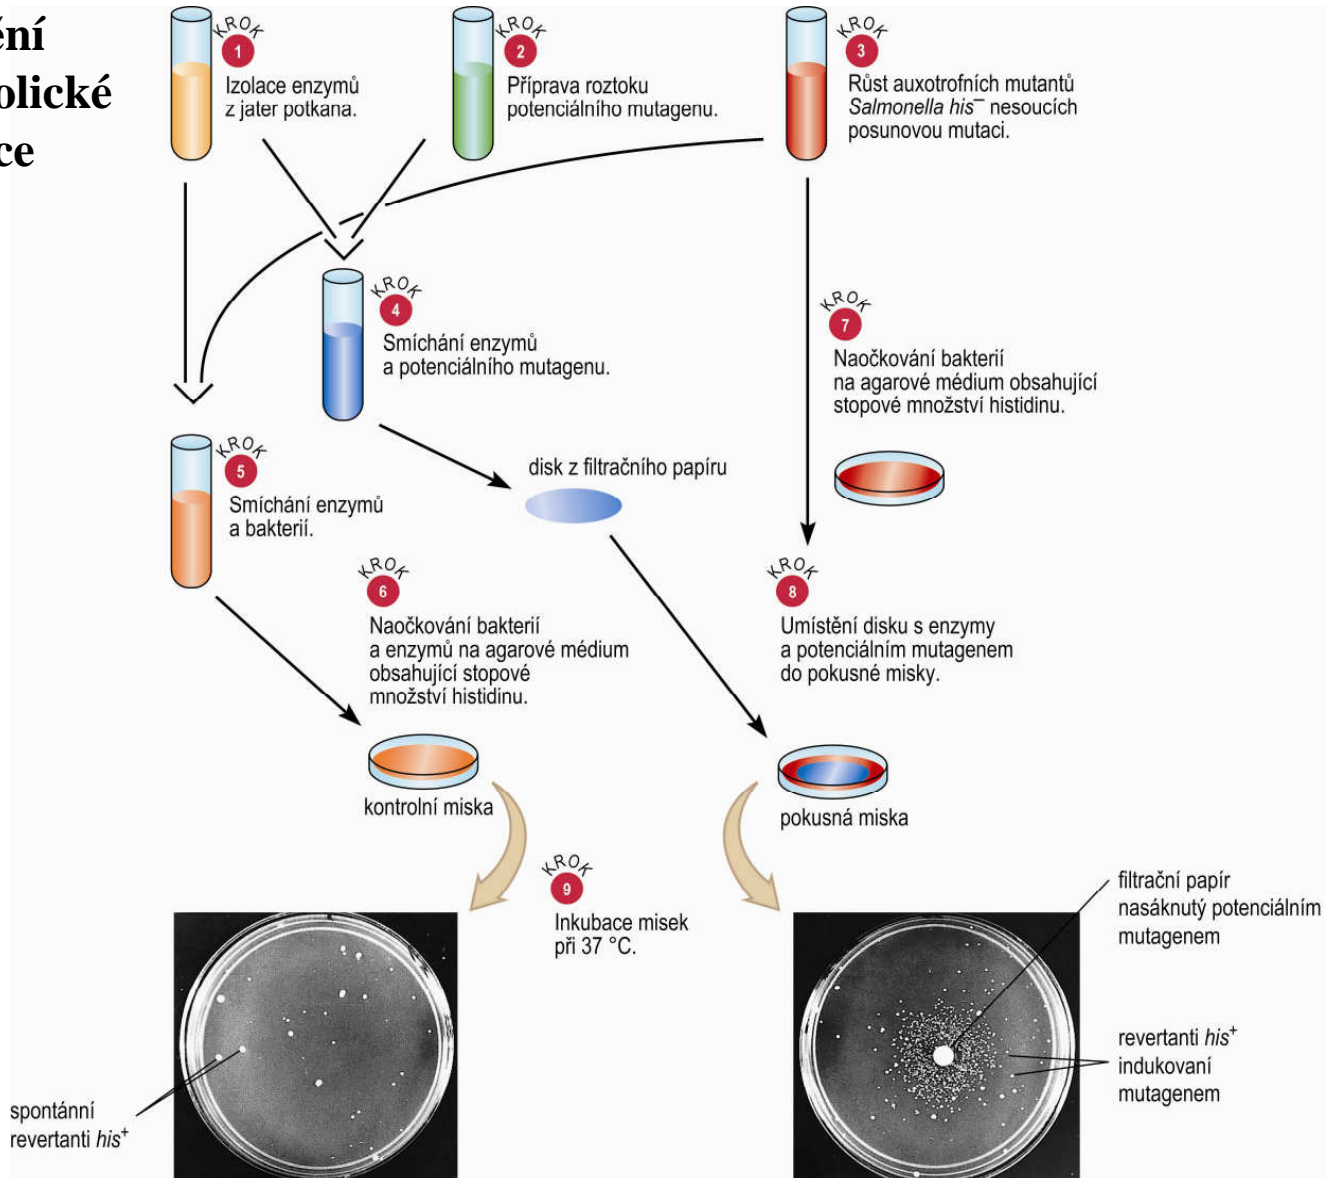 ění
olické
ce
KROK
1
Izolace enzymů
z jater potkana.
KROK
2
Příprava roztoku
potenciálního mutagenu.
KROK
3
Růst auxotrofních mutantů
Salmonella his⁻ nesoucích
posunovou mutaci.
KROK
4
Smíchání enzymů
a potenciálního mutagenu.
KROK
5
Smíchání enzymů
a bakterií.
disk z filtračního papíru
KROK
6
Naočkování bakterií
a enzymů na agarové médium
obsahující stopové
množství histidinu.
KROK
7
Naočkování bakterií
na agarové médium obsahující
stopové množství histidinu.
KROK
8
Umístění disku s enzymy
a potenciálním mutagenem
do pokusné misky.
kontrolní miska
pokusná miska
KROK
9
Inkubace misek
při 37 °C.
filtrační papír
nasáknutý potenciálním
mutagenem
revertanti his⁺
indukovaní
mutagenem
spontánní
revertanti his⁺